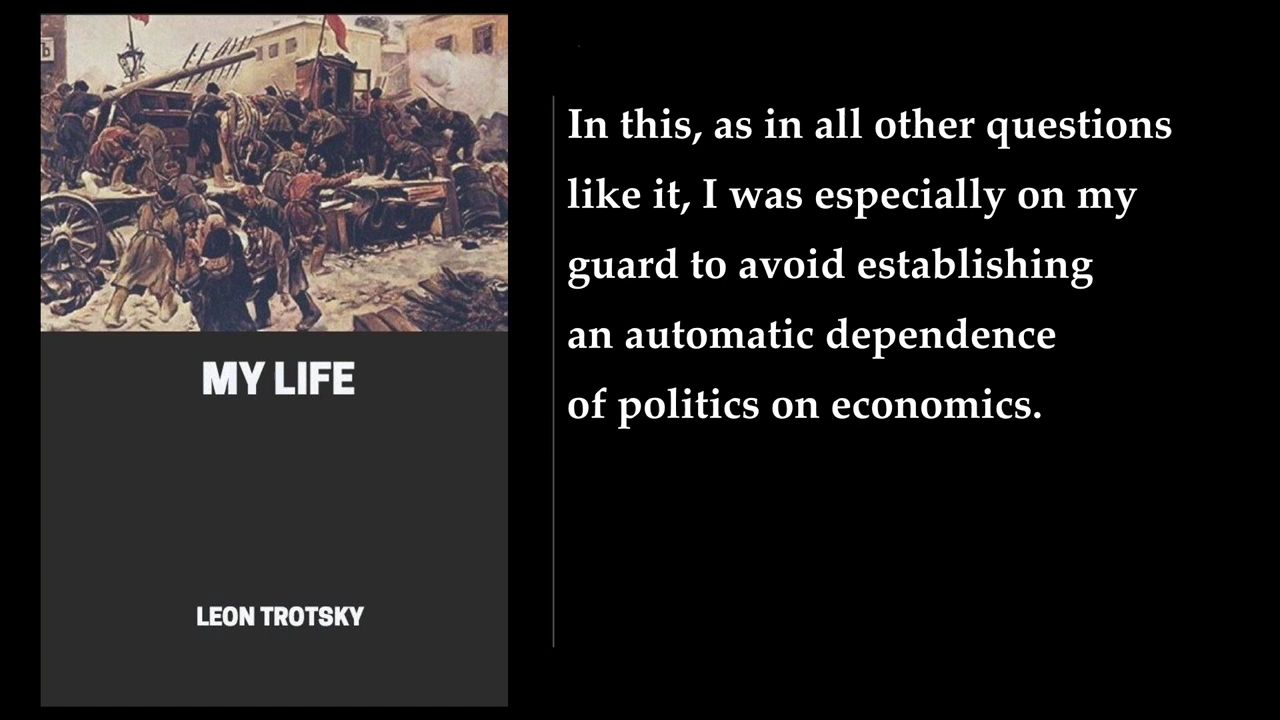 MY LIFE
LEON TROTSKY
In this, as in all other questions
like it, I was especially on my
guard to avoid establishing
an automatic dependence
of politics on economics.